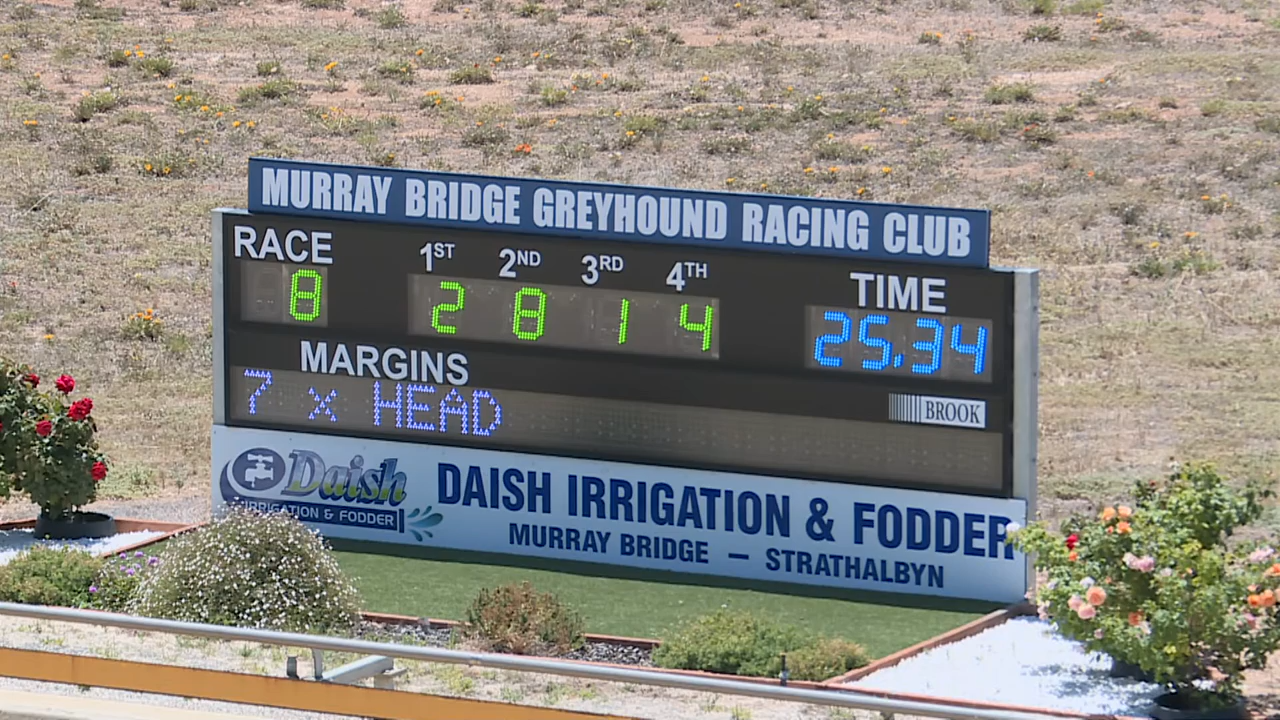 MURRAY BRIDGE GREYHOUND RACING CLUB
RACE 1ST 2ND 3RD 4TH TIME
8 2 8 1 4 25.34
MARGINS
7 x HEAD
BROOK
Daish
IRRIGATION & FODDER
DAISH IRRIGATION & FODDER
MURRAY BRIDGE – STRATHALBYN